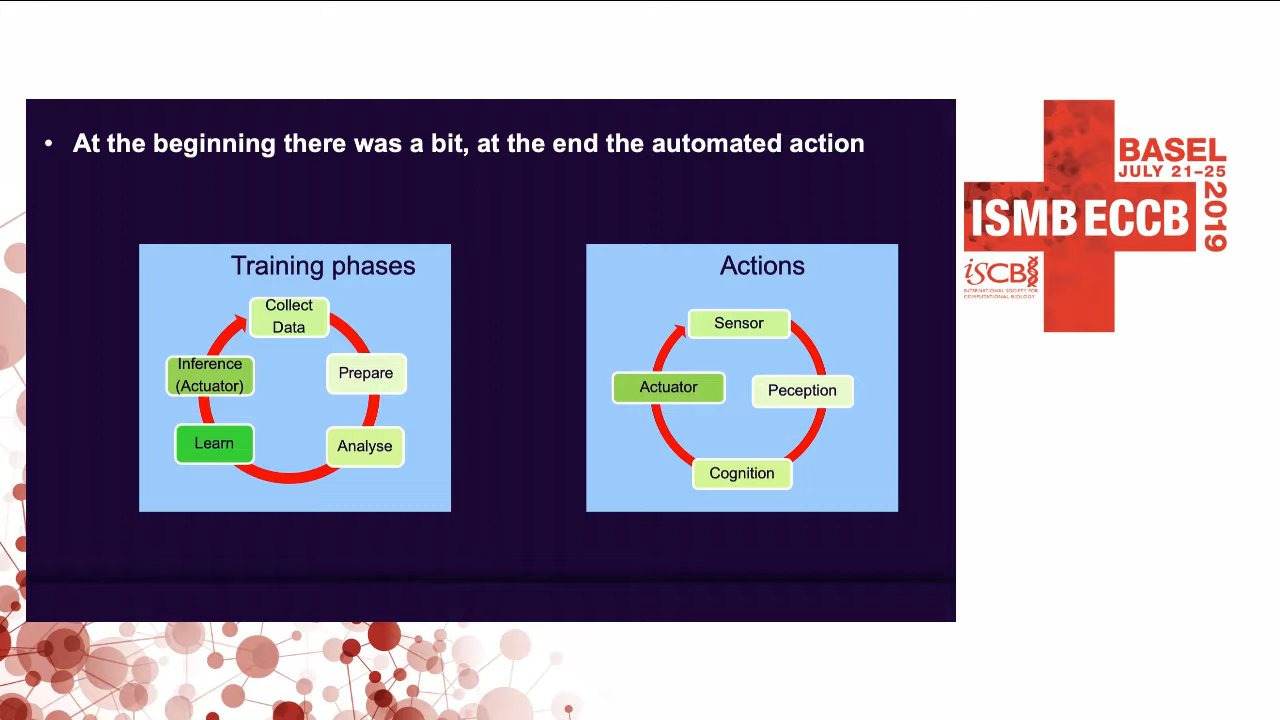 • At the beginning there was a bit, at the end the automated action
Training phases
Collect
Data
Prepare
Analyse
Learn
Inference
(Actuator)
Actions
Sensor
Peception
Cognition
Actuator
BASEL
JULY 21–25
2019
ISMB ECCB
ISCB
INTERNATIONAL SOCIETY FOR
COMPUTATIONAL BIOLOGY